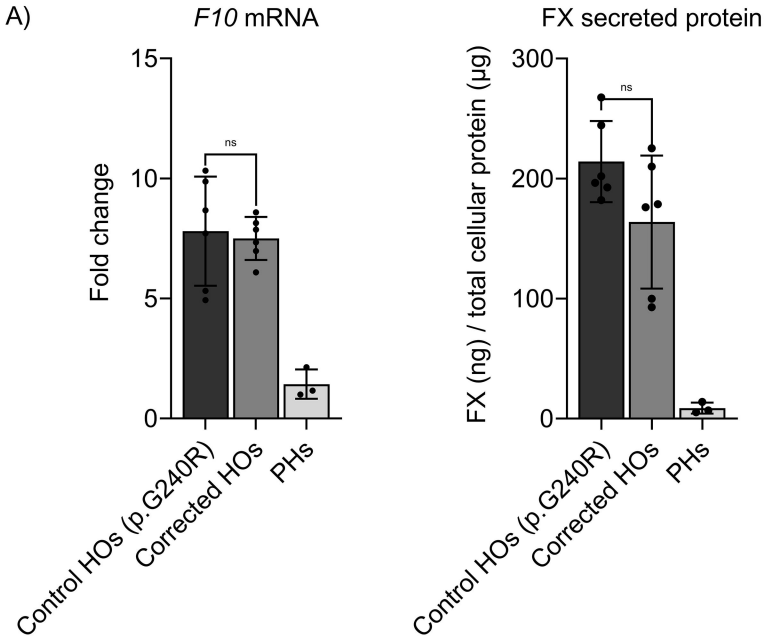 A)
F10 mRNA
Fold change
15
10
5
0
ns
Control HOs (p.G240R)
Corrected HOs
PHs
FX secreted protein
FX (ng) / total cellular protein (µg)
300
200
100
0
ns
Control HOs (p.G240R)
Corrected HOs
PHs